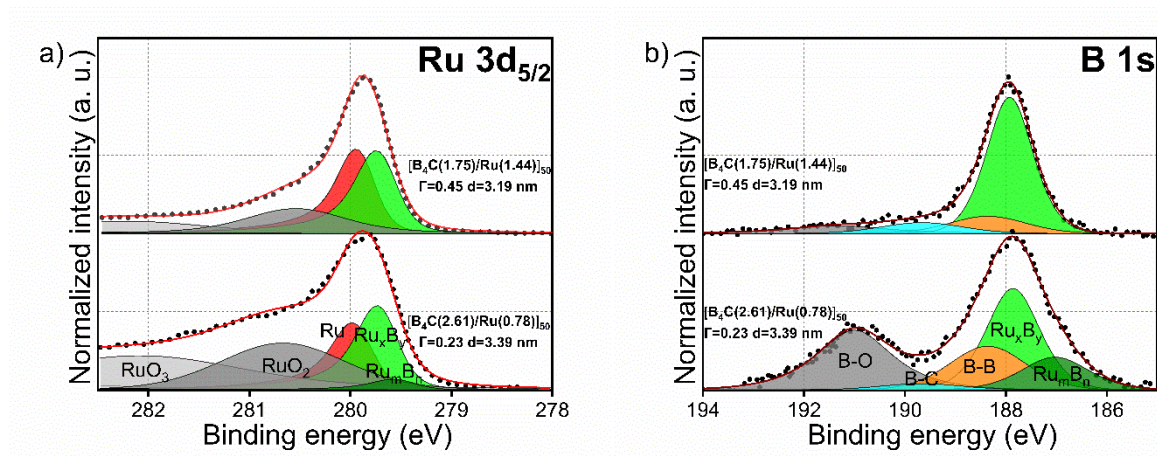 a)
Ru 3d5/2
Normalized intensity (a. u.)
[B4C(1.75)/Ru(1.44)]50
Γ=0.45 d=3.19 nm
[B4C(2.61)/Ru(0.78)]50
Γ=0.23 d=3.39 nm
Ru
RuxBy
RuO3
RuO2
RumBn
282
281
280
279
278
Binding energy (eV)
b)
B 1s
Normalized intensity (a. u.)
[B4C(1.75)/Ru(1.44)]50
Γ=0.45 d=3.19 nm
[B4C(2.61)/Ru(0.78)]50
Γ=0.23 d=3.39 nm
RuxBy
B-O
B-C
B-B
RumBn
194
192
190
188
186
Binding energy (eV)